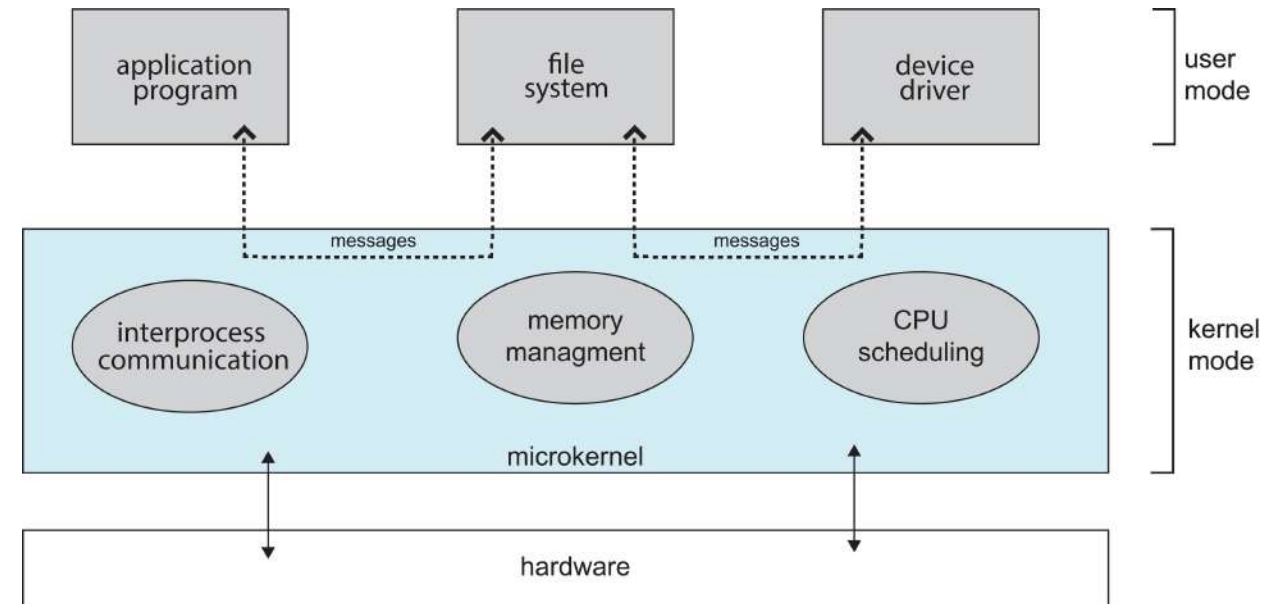 application
program
file
system
device
driver
user
mode
messages
messages
interprocess
communication
memory
managment
CPU
scheduling
kernel
mode
microkernel
hardware